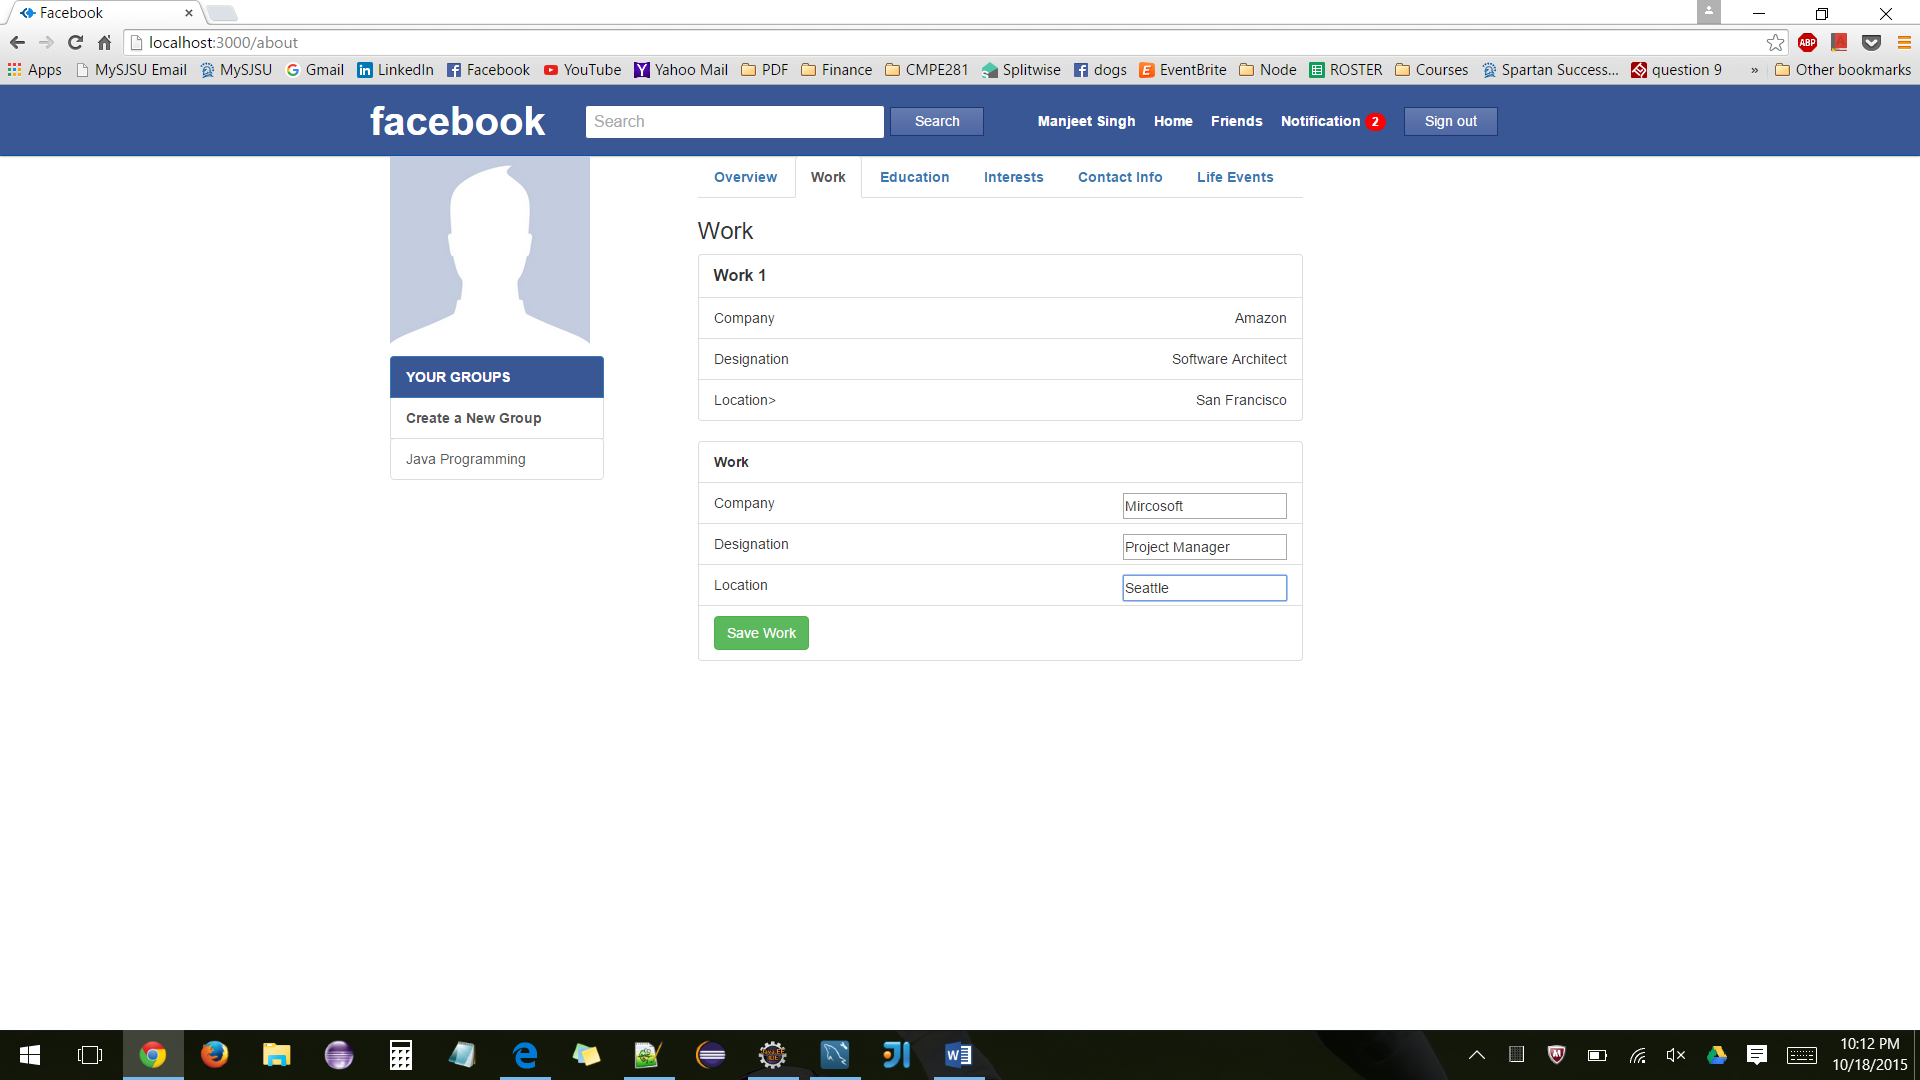 Facebook
localhost:3000/about
ABP
Apps MySJSU Email MySJSU Gmail LinkedIn Facebook YouTube Yahoo Mail PDF Finance CMPE281 Splitwise dogs EventBrite Node ROSTER Courses Spartan Success... question 9 » Other bookmarks
facebook Search Search Manjeet Singh Home Friends Notification 2 Sign out
Overview Work Education Interests Contact Info Life Events
Work
Work 1
Company Amazon
Designation Software Architect
Location> San Francisco
YOUR GROUPS
Create a New Group
Java Programming
Work
Company Mircosoft
Designation Project Manager
Location Seattle
Save Work
10:12 PM
10/18/2015